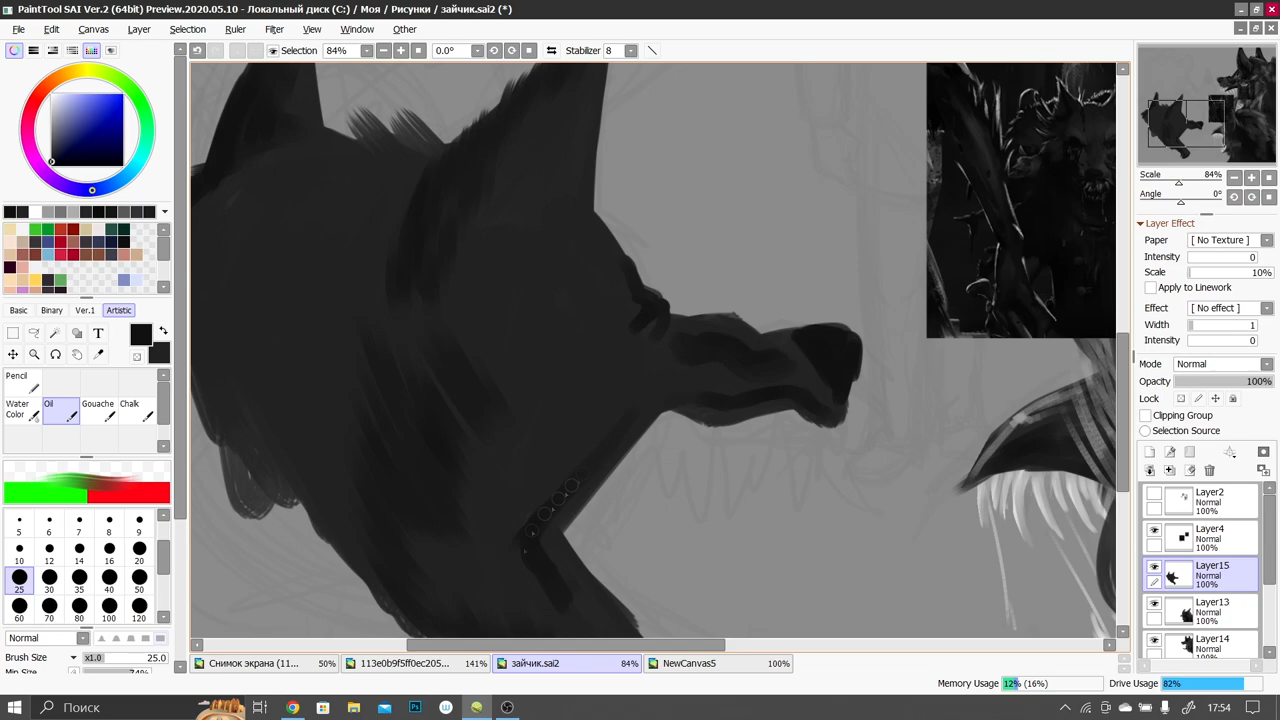 PaintTool SAI Ver.2 (64bit) Preview.2020.05.10 - Локальный диск (C:) / Моя / Рисунки / зайчик.sai2 (*)
File Edit Canvas Layer Selection Ruler Filter View Window Other
Selection 84% 0.0° Stabilizer 8
Scale 84%
Angle 0°
Layer Effect
Paper [ No Texture ]
Intensity 0
Scale 10%
Apply to Linework
Effect [ No effect ]
Width 1
Intensity 0
Mode Normal
Opacity 100%
Lock
Clipping Group
Selection Source
Layer2
Normal
100%
Layer4
Normal
100%
Layer15
Normal
100%
Layer13
Normal
100%
Layer14
Normal
100%
Basic Binary Ver.1 Artistic
T
Pencil
Water Color Oil Gouache Chalk
5 6 7 8 9
10 12 14 16 20
25 30 35 40 50
60 70 80 100 120
Normal
Brush Size x1.0 25.0
Min Size 74%
Снимок экрана (11... 50% 113e0b9f5ff0ec205... 141% зайчик.sai2 84% NewCanvas5 100%
Memory Usage 12% (16%) Drive Usage 82%
Поиск Ps W 17:54